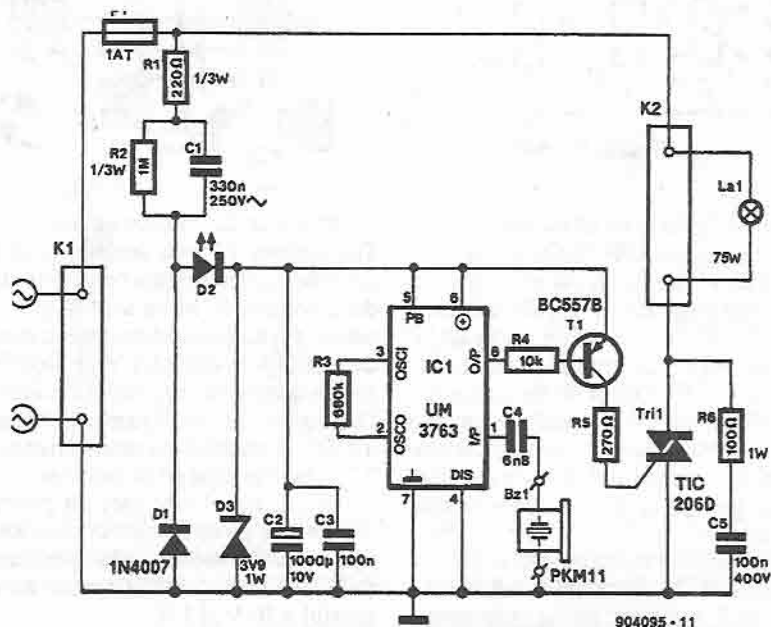 1AT
R1
220Ω
1/3W
R2
1/3W
1M
C1
330n
250V~
K1
D2
K2
La1
75W
BC557B
T1
5
6
PB
⊕
R3
680k
3
OSCI
IC1
O/P
8
R4
10k
UM
3763
2
OSCO
I/P
1
C4
6n8
R5
270Ω
Tri1
TIC
206D
R6
100Ω
1W
DIS
7
4
Bz1
PKM11
D1
1N4007
D3
3V9
1W
C2
1000µ
10V
C3
100n
C5
100n
400V
904095 • 11